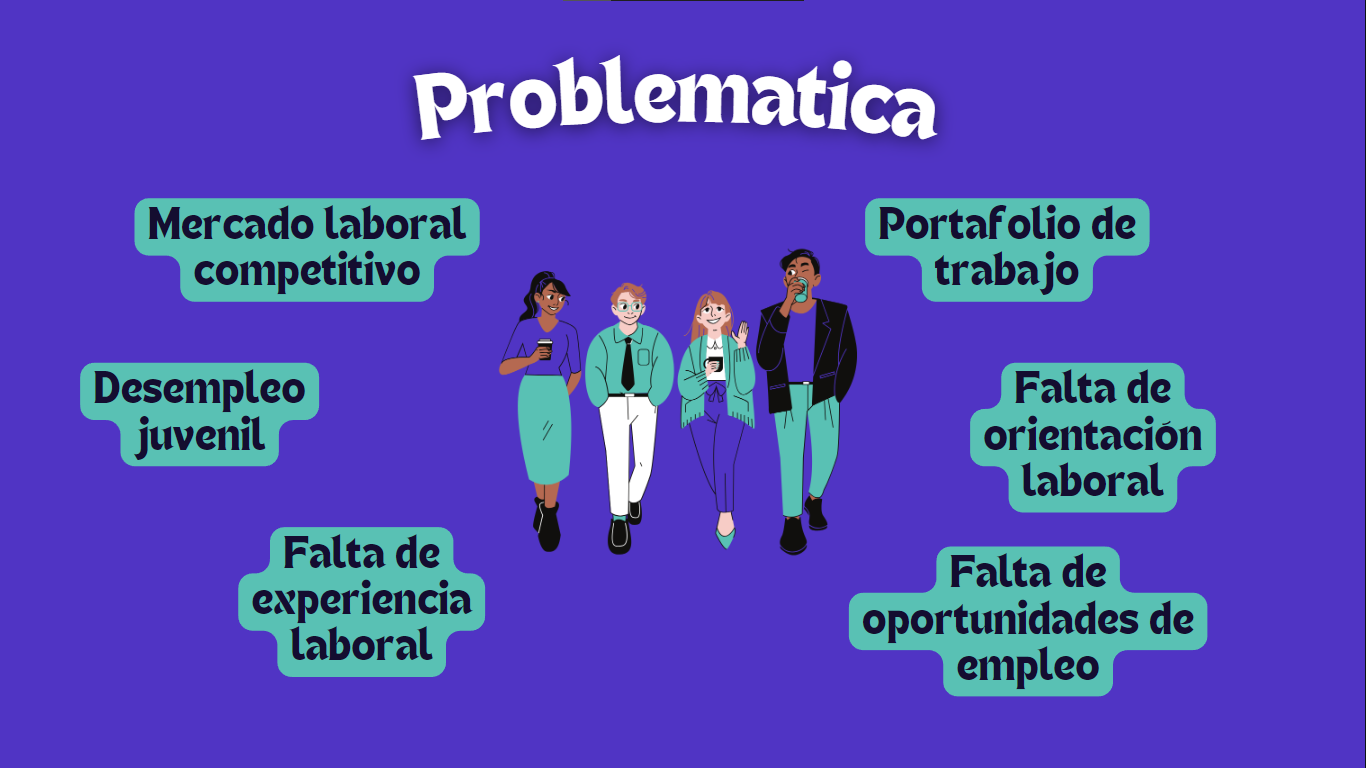 Problematica
Mercado laboral
competitivo
Desempleo
juvenil
Falta de
experiencia
laboral
Portafolio de
trabajo
Falta de
orientación
laboral
Falta de
oportunidades de
empleo